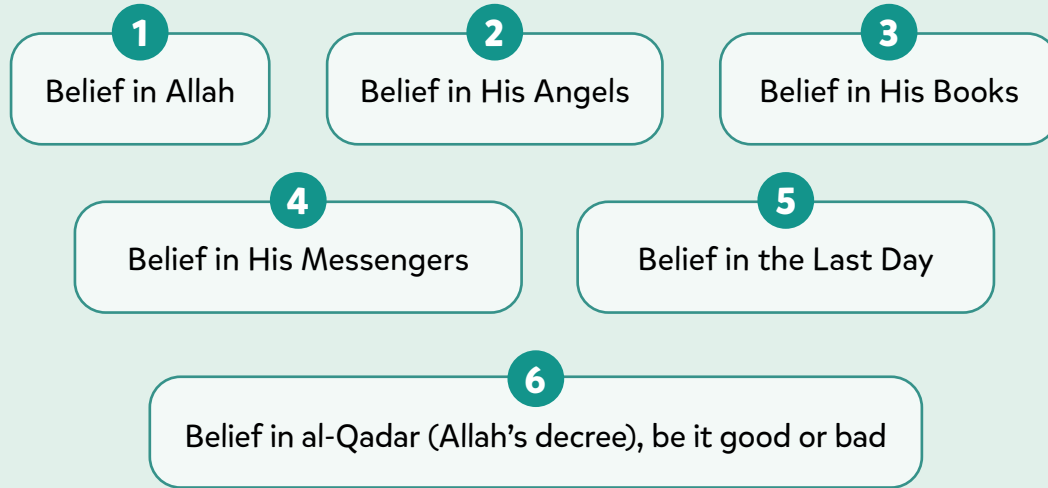 1
Belief in Allah
2
Belief in His Angels
3
Belief in His Books
4
Belief in His Messengers
5
Belief in the Last Day
6
Belief in al-Qadar (Allah's decree), be it good or bad